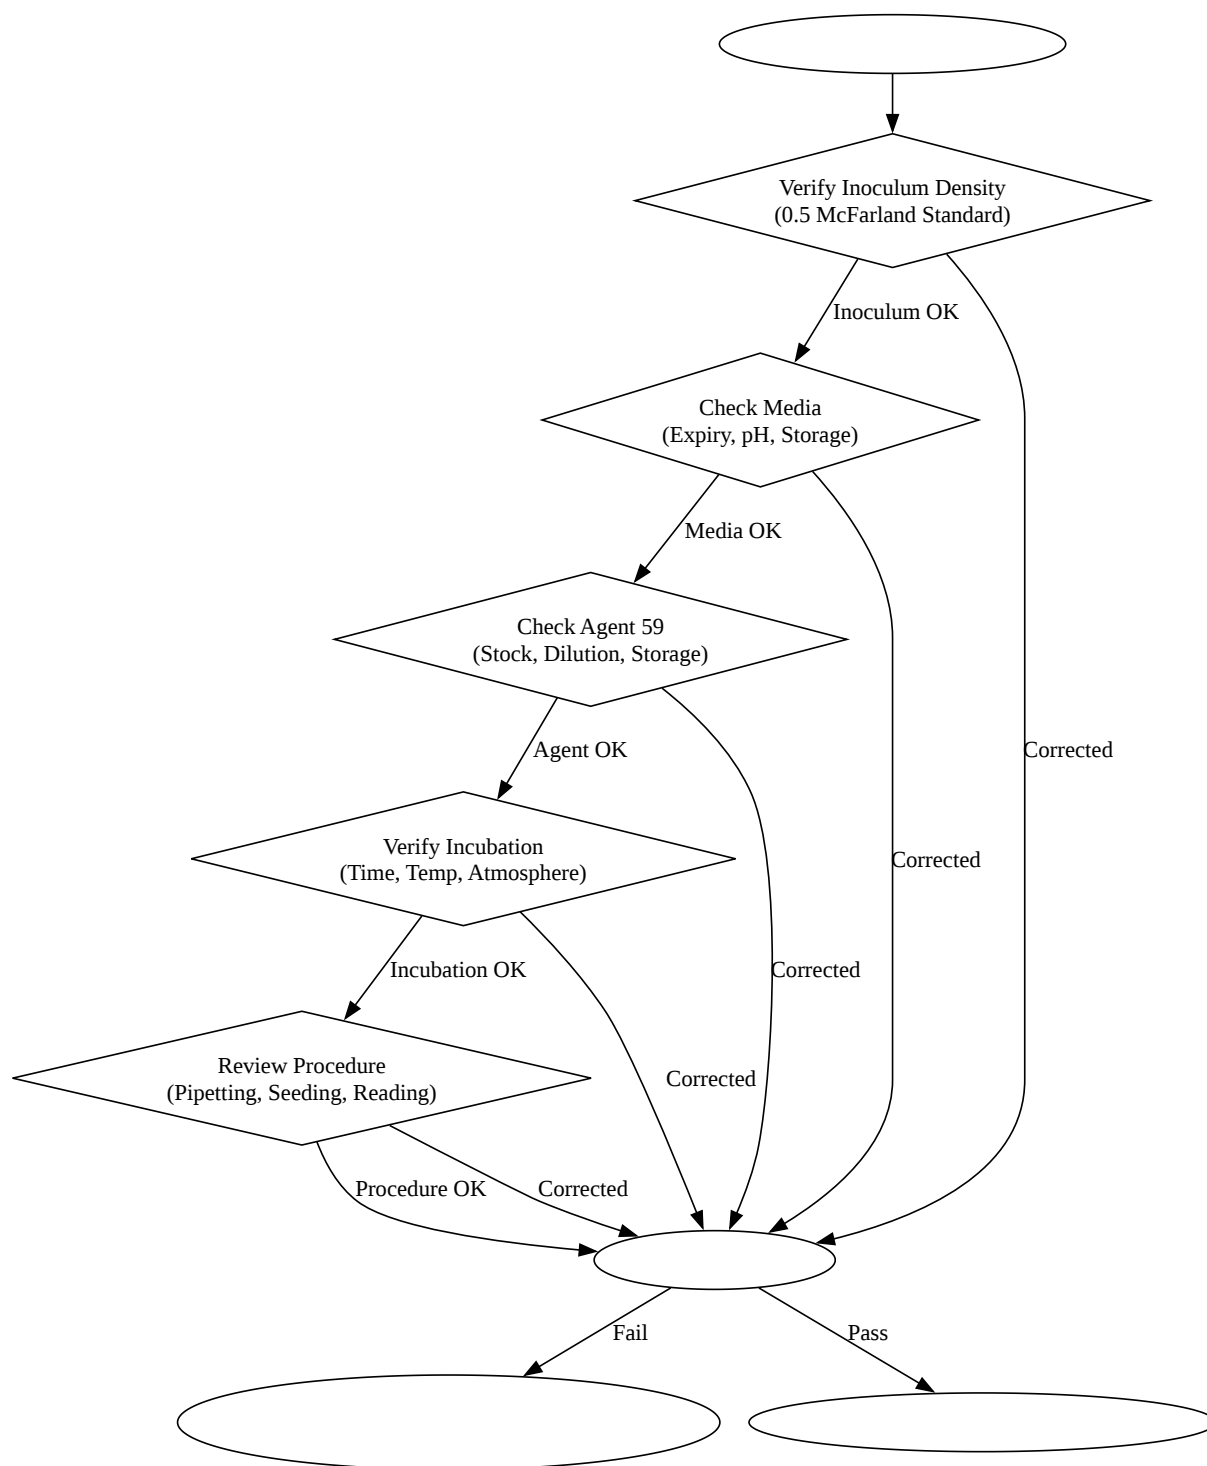 Verify Inoculum Density
(0.5 McFarland Standard)
Inoculum OK
Check Media
(Expiry, pH, Storage)
Media OK
Check Agent 59
(Stock, Dilution, Storage)
Agent OK
Corrected
Verify Incubation
(Time, Temp, Atmosphere)
Corrected
Incubation OK
Corrected
Review Procedure
(Pipetting, Seeding, Reading)
Corrected
Procedure OK
Corrected
Fail
Pass